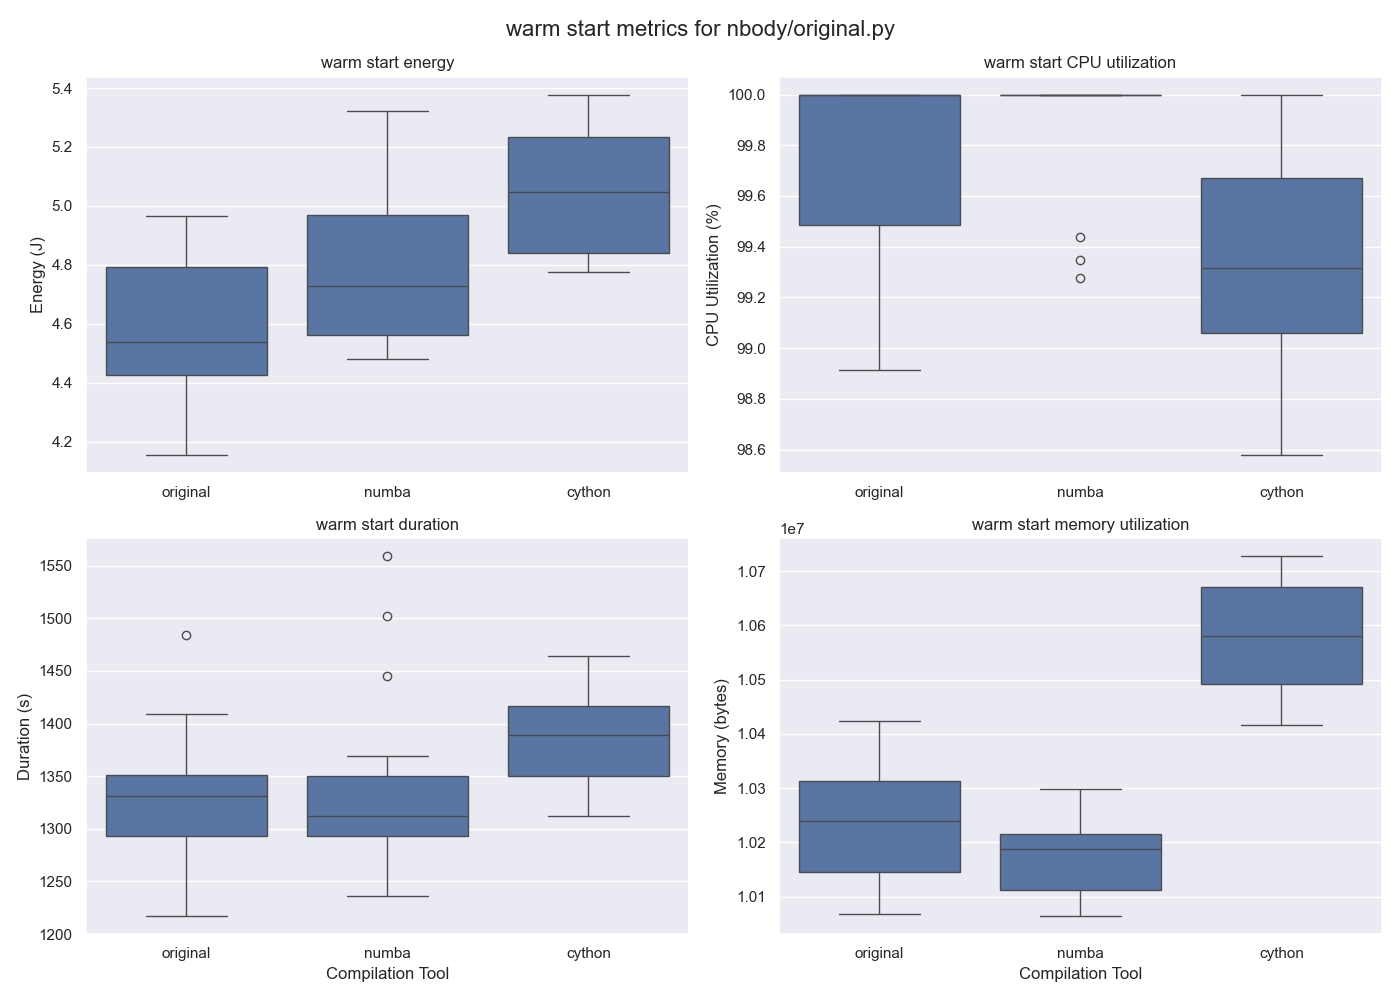 warm start metrics for nbody/original.py
warm start energy
Energy (J)
5.4
5.2
5.0
4.8
4.6
4.4
4.2
original numba cython
warm start CPU utilization
CPU Utilization (%)
100.0
99.8
99.6
99.4
99.2
99.0
98.8
98.6
original numba cython
warm start duration
Duration (s)
1550
1500
1450
1400
1350
1300
1250
1200
original numba cython
Compilation Tool
warm start memory utilization
1e7
Memory (bytes)
1.07
1.06
1.05
1.04
1.03
1.02
1.01
original numba cython
Compilation Tool